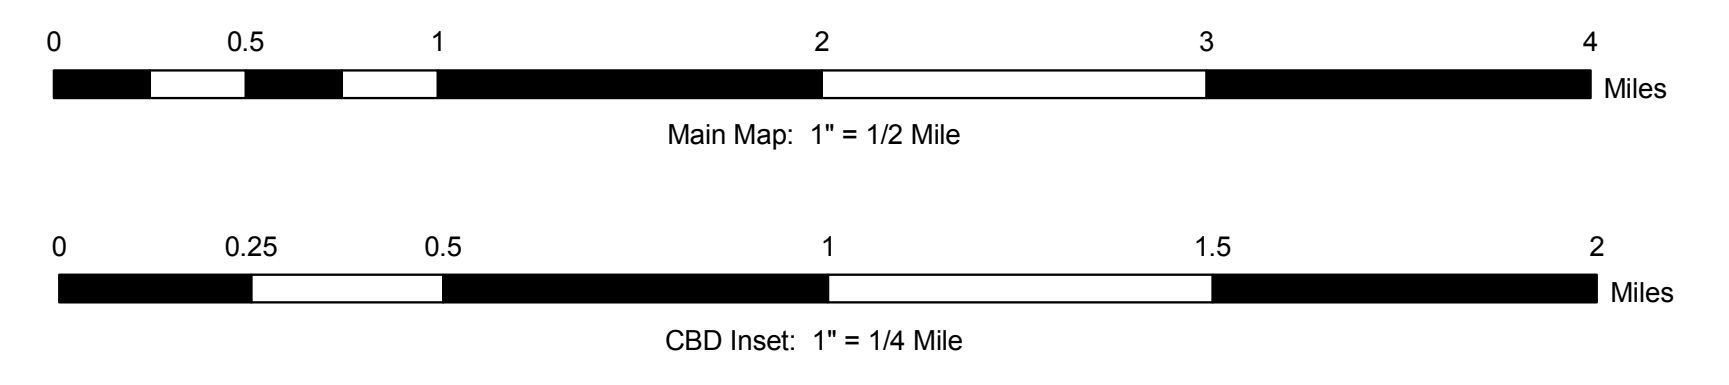 0 0.5 1 2 3 4
Miles
Main Map: 1" = 1/2 Mile
0 0.25 0.5 1 1.5 2
Miles
CBD Inset: 1" = 1/4 Mile